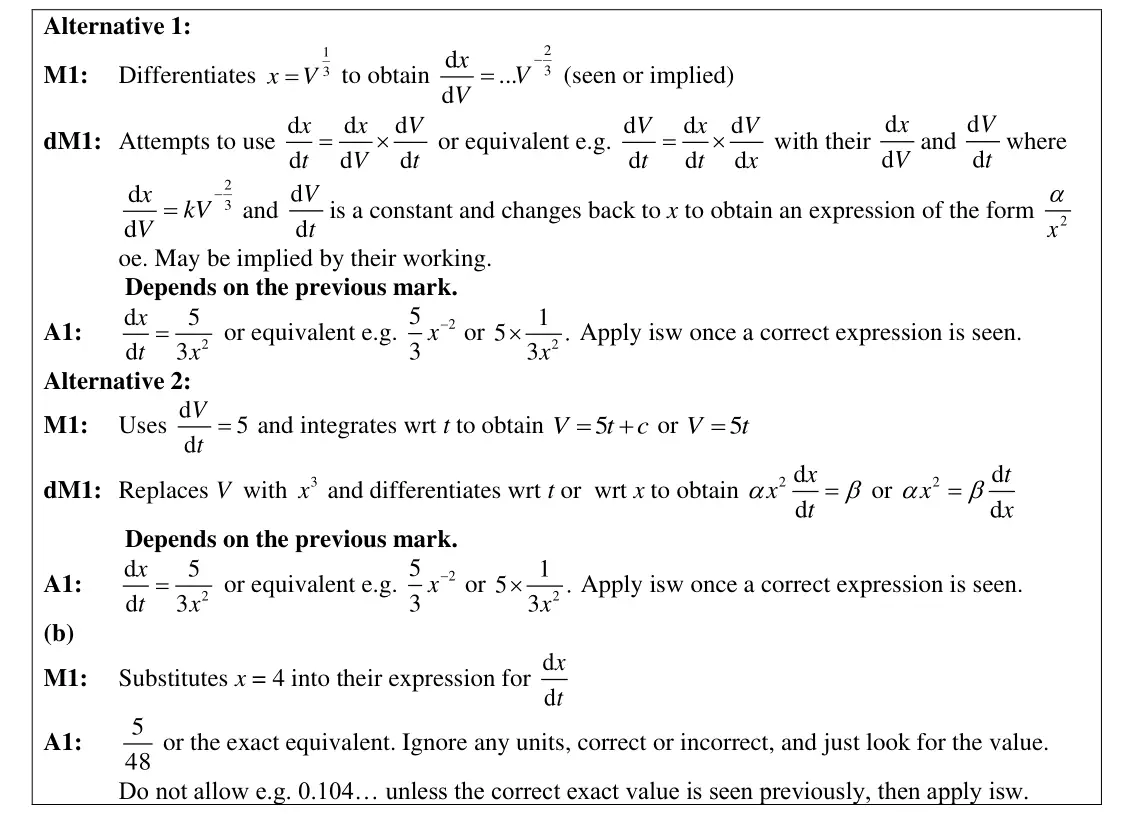 Alternative 1:
M1: Differentiates x = V^(1/3) to obtain dx/dV = ...V^(-2/3) (seen or implied)
dM1: Attempts to use dx/dt = dx/dV × dV/dt or equivalent e.g. dV/dt = dx/dt × dV/dx with their dx/dV and dV/dt where
dx/dV = kV^(-2/3) and dV/dt is a constant and changes back to x to obtain an expression of the form α/x²
oe. May be implied by their working.
Depends on the previous mark.
A1: dx/dt = 5/(3x²) or equivalent e.g. 5/3 x⁻² or 5 × 1/(3x²). Apply isw once a correct expression is seen.
Alternative 2:
M1: Uses dV/dt = 5 and integrates wrt t to obtain V = 5t + c or V = 5t
dM1: Replaces V with x³ and differentiates wrt t or wrt x to obtain αx² dx/dt = β or αx² = β dt/dx
Depends on the previous mark.
A1: dx/dt = 5/(3x²) or equivalent e.g. 5/3 x⁻² or 5 × 1/(3x²). Apply isw once a correct expression is seen.
(b)
M1: Substitutes x = 4 into their expression for dx/dt
A1: 5/48 or the exact equivalent. Ignore any units, correct or incorrect, and just look for the value.
Do not allow e.g. 0.104… unless the correct exact value is seen previously, then apply isw.